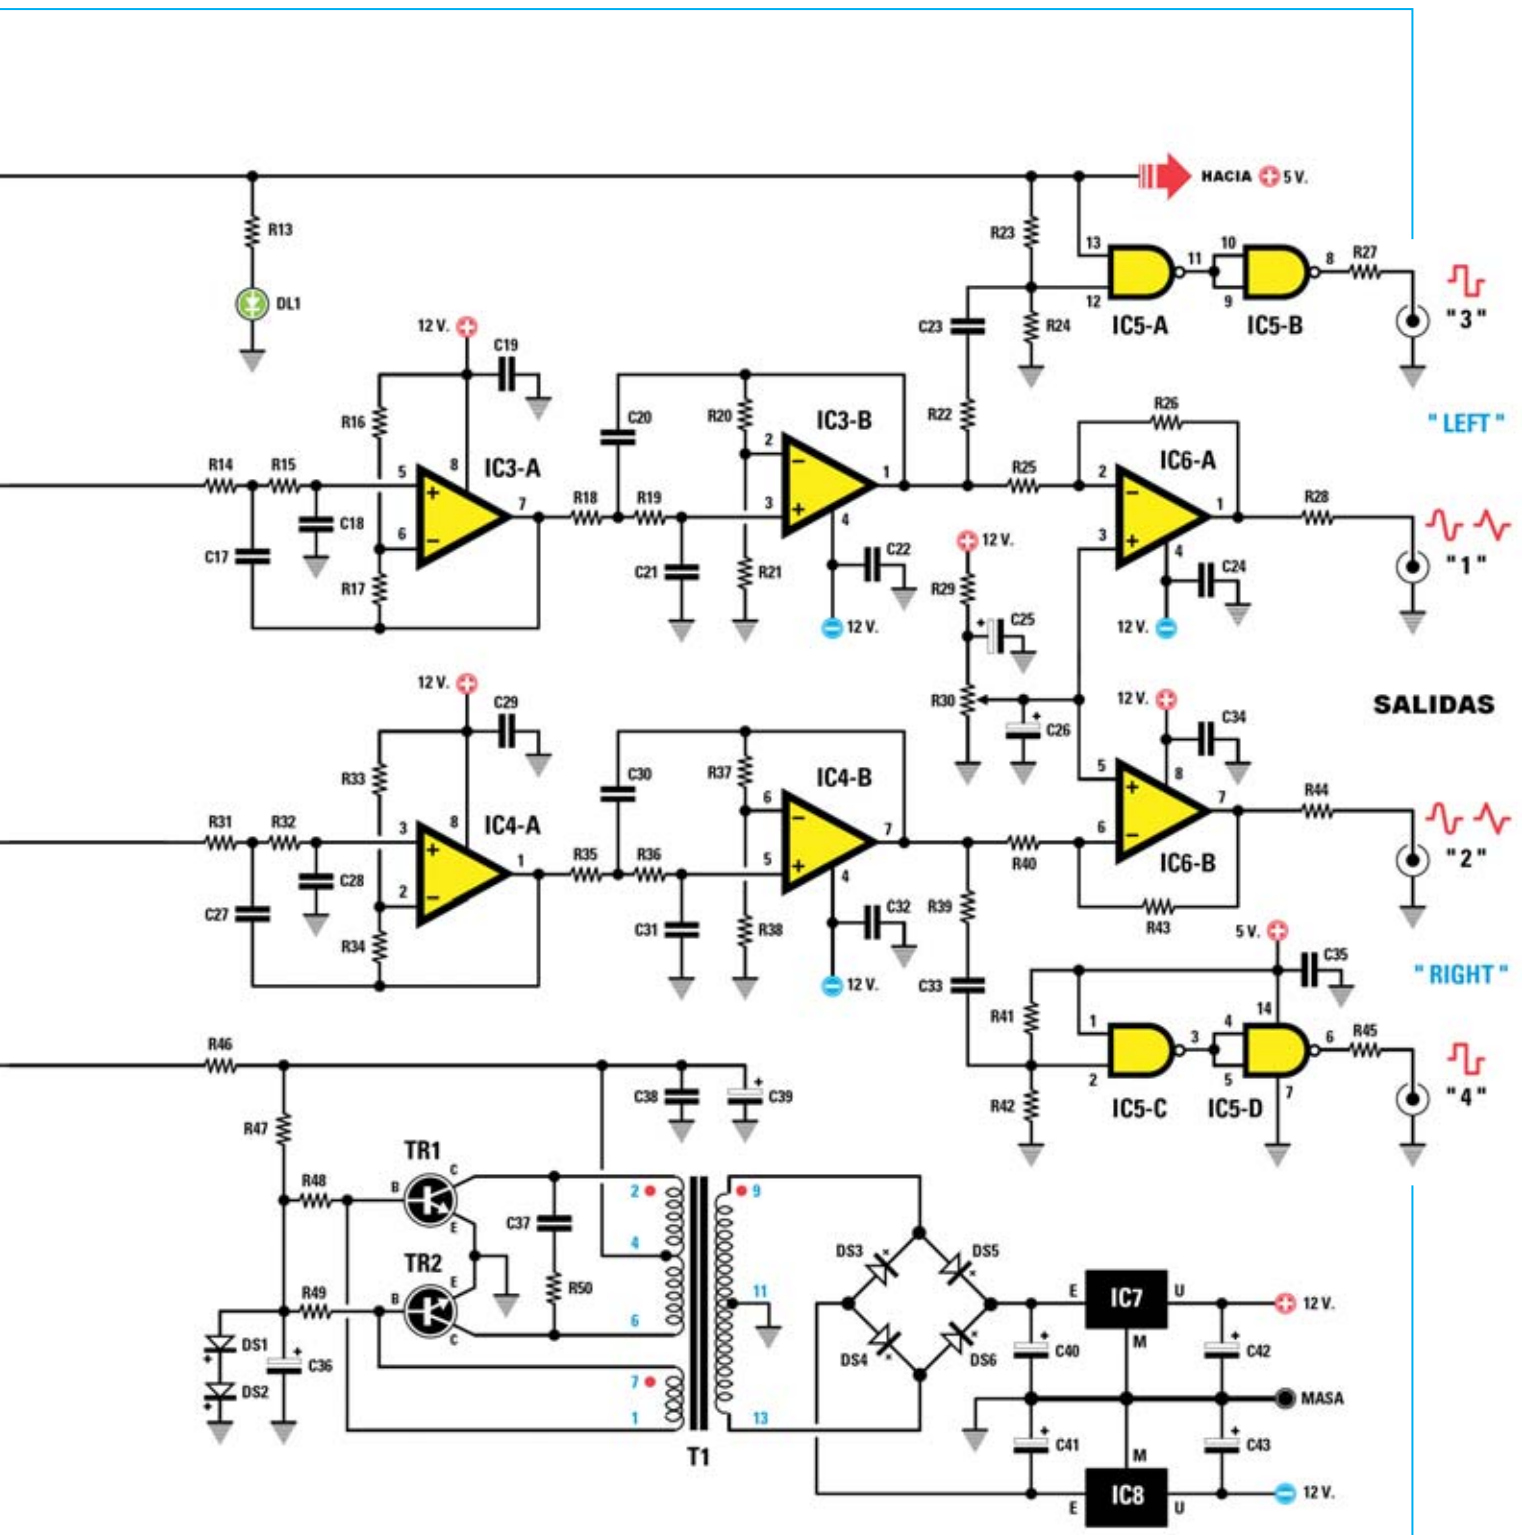 HACIA + 5 V.
R13
DL1
R23
13
12
11
IC5-A
10
9
8
IC5-B
R27
" 3 "
C23
R24
12 V. +
C19
R16
R14
R15
C18
C17
R17
5
6
8
7
IC3-A
R18
R19
C20
C21
R20
R21
2
3
1
4
IC3-B
C22
- 12 V.
R22
R25
R26
" LEFT "
2
3
1
4
IC6-A
R28
" 1 "
C24
12 V. -
+ 12 V.
R29
+
C25
R30
+
C26
SALIDAS
12 V. +
C34
5
6
8
7
IC6-B
R44
" 2 "
R40
R43
12 V. +
C29
R33
R31
R32
C28
C27
R34
3
2
8
1
IC4-A
R35
R36
C30
C31
R37
R38
6
5
7
4
IC4-B
C32
- 12 V.
R39
C33
5 V. +
C35
" RIGHT "
R41
R42
1
2
3
IC5-C
4
5
14
6
7
IC5-D
R45
" 4 "
R46
R47
C38
+
C39
TR1
B
C
E
R48
TR2
B
E
C
R49
C37
R50
DS1
+
DS2
+
+
C36
2
4
6
7
1
9
11
13
T1
DS3
DS5
DS4
DS6
E
IC7
U
M
+ 12 V.
+
C40
+
C42
MASA
+
C41
+
C43
M
E
IC8
U
- 12 V.